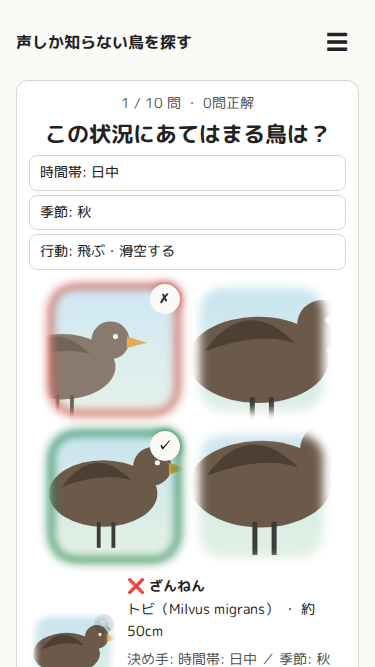 声しか知らない鳥を探す
1 / 10 問 ・ 0問正解
この状況にあてはまる鳥は？
時間帯: 日中
季節: 秋
行動: 飛ぶ・滑空する
✗
✓
❌ ざんねん
トビ（Milvus migrans） ・ 約
50cm
決め手: 時間帯: 日中 ／ 季節: 秋